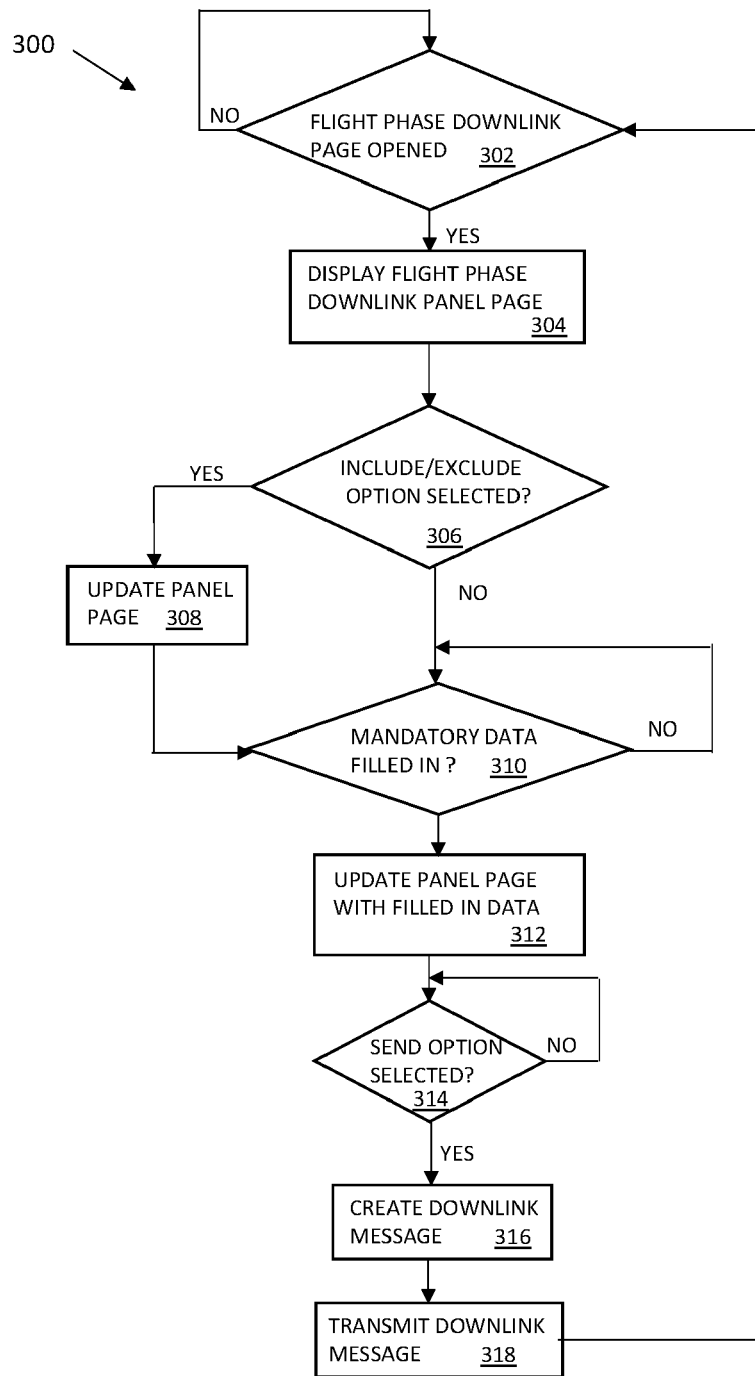 300
NO
FLIGHT PHASE DOWNLINK
PAGE OPENED 302
YES
DISPLAY FLIGHT PHASE
DOWNLINK PANEL PAGE
304
YES
INCLUDE/EXCLUDE
OPTION SELECTED?
306
UPDATE PANEL
PAGE 308
NO
MANDATORY DATA
FILLED IN ? 310
NO
UPDATE PANEL PAGE
WITH FILLED IN DATA
312
SEND OPTION
SELECTED?
314
NO
YES
CREATE DOWNLINK
MESSAGE 316
TRANSMIT DOWNLINK
MESSAGE 318